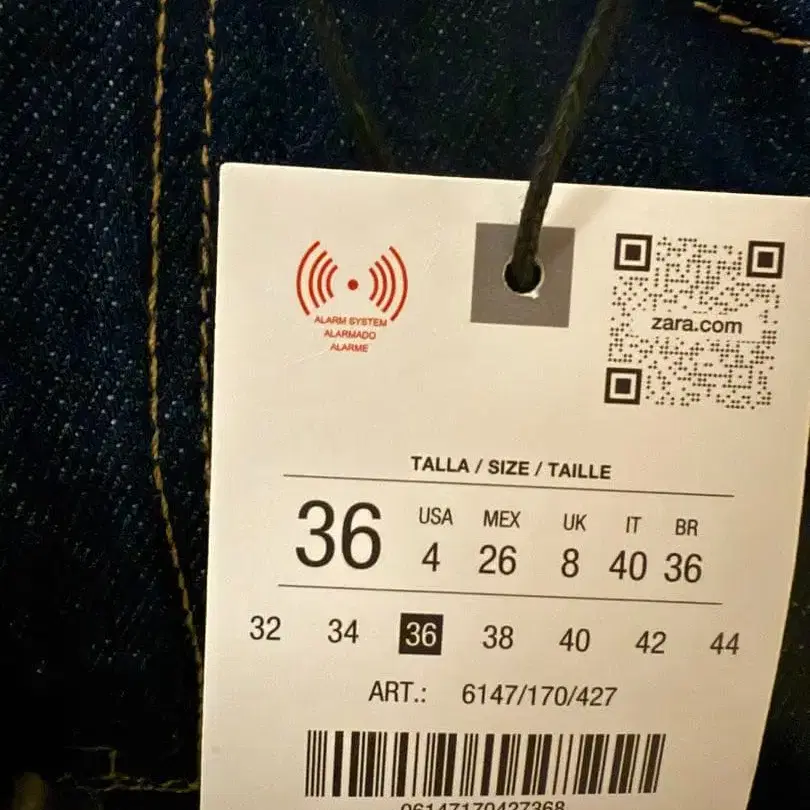 ALARM SYSTEM
ALARMADO
ALARME
zara.com
TALLA / SIZE / TAILLE
36 USA MEX UK IT BR
4 26 8 40 36
32 34 36 38 40 42 44
ART.: 6147/170/427
06147170427368